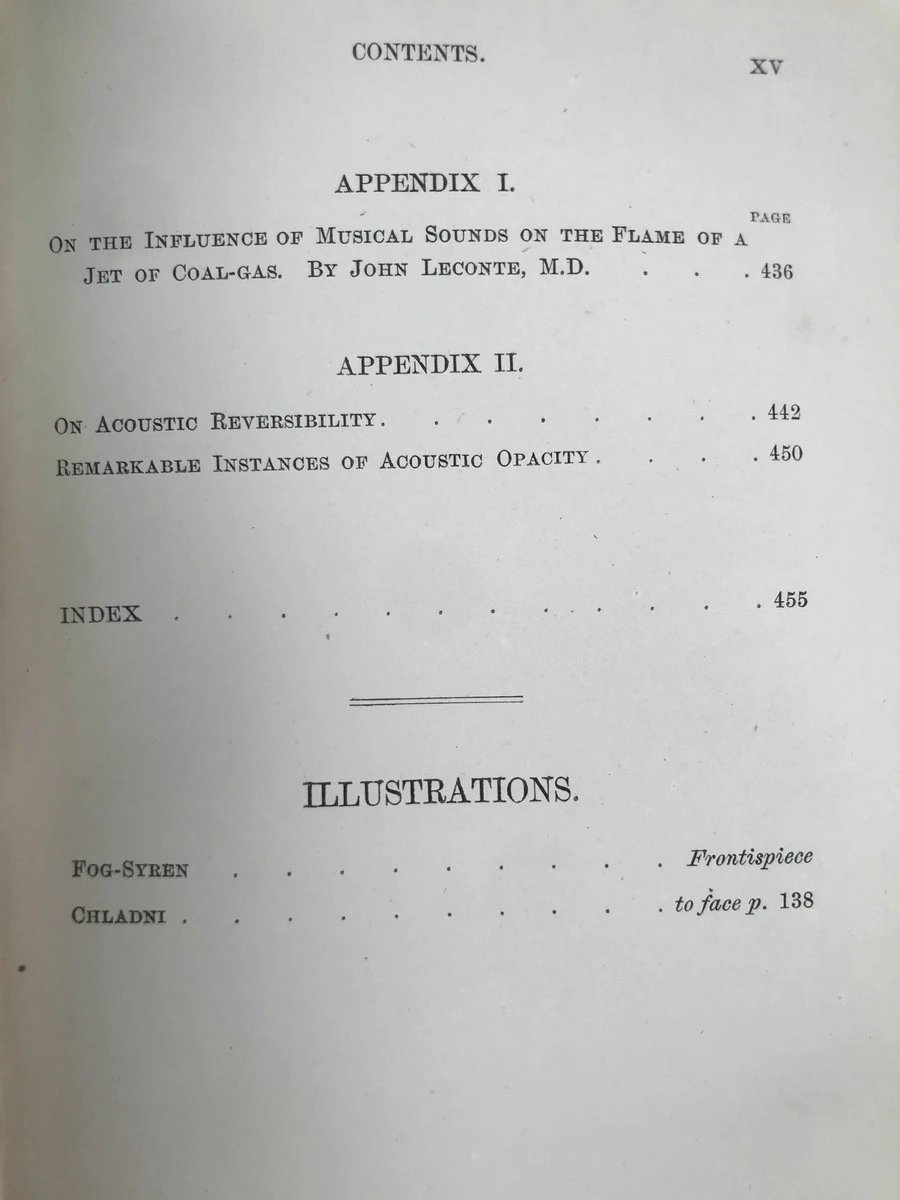 CONTENTS.
XV
APPENDIX I.
PAGE
ON THE INFLUENCE OF MUSICAL SOUNDS ON THE FLAME OF A
JET OF COAL-GAS. BY JOHN LECONTE, M.D. . . . 436
APPENDIX II.
ON ACOUSTIC REVERSIBILITY. . . . . . . . 442
REMARKABLE INSTANCES OF ACOUSTIC OPACITY . . . . 450
INDEX . . . . . . . . . . . . 455
ILLUSTRATIONS.
FOG-SYREN . . . . . . . . . Frontispiece
CHLADNI . . . . . . . . . . to face p. 138